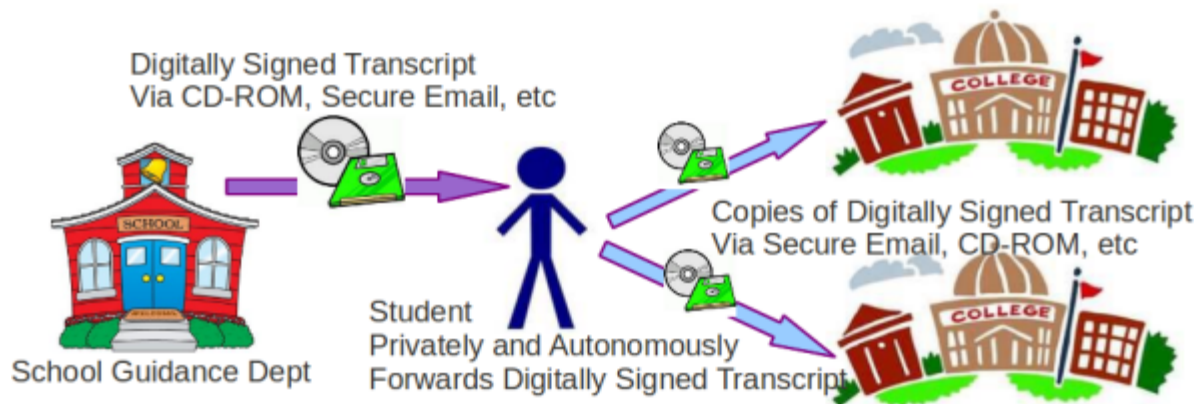 Digitally Signed Transcript
Via CD-ROM, Secure Email, etc
COLLEGE
SCHOOL
WELCOME
School Guidance Dept
Student
Privately and Autonomously
Forwards Digitally Signed Transcript
Copies of Digitally Signed Transcript
Via Secure Email, CD-ROM, etc
COLLEGE